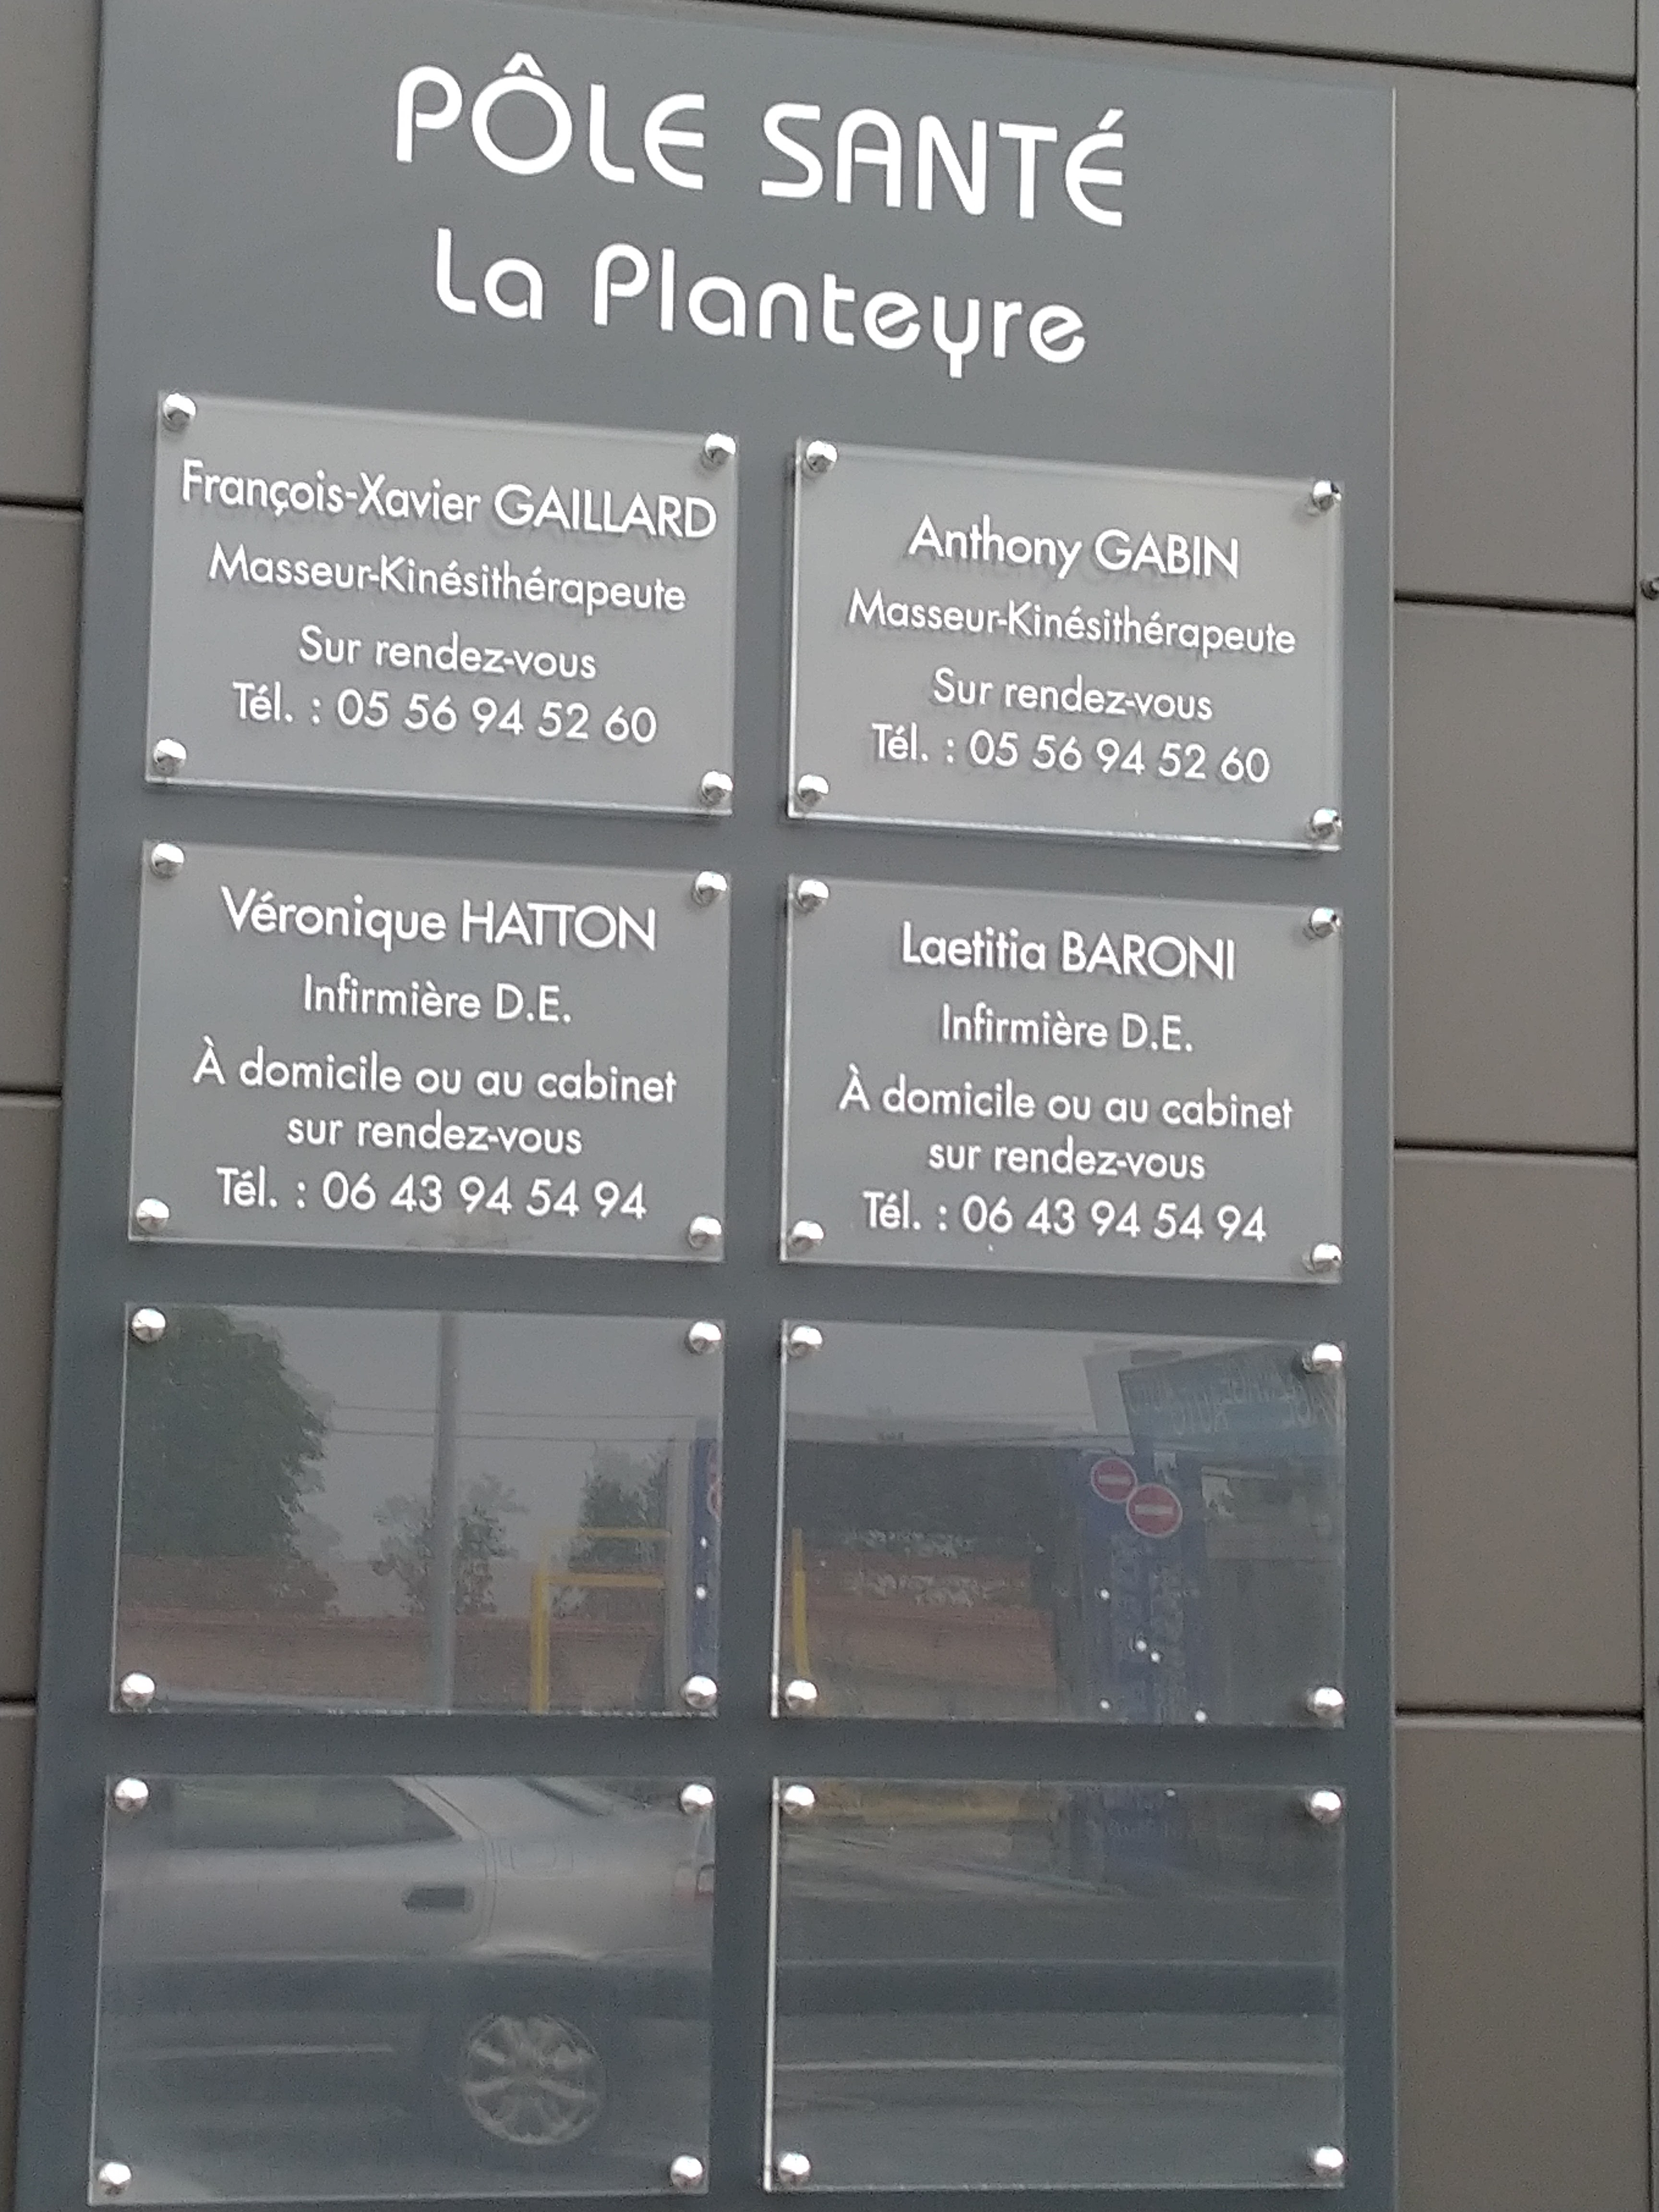 PÔLE SANTÉ
La Planteyre
François-Xavier GAILLARD
Masseur-Kinésithérapeute
Sur rendez-vous
Tél. : 05 56 94 52 60
Anthony GABIN
Masseur-Kinésithérapeute
Sur rendez-vous
Tél. : 05 56 94 52 60
Véronique HATTON
Infirmière D.E.
À domicile ou au cabinet
sur rendez-vous
Tél. : 06 43 94 54 94
Laetitia BARONI
Infirmière D.E.
À domicile ou au cabinet
sur rendez-vous
Tél. : 06 43 94 54 94